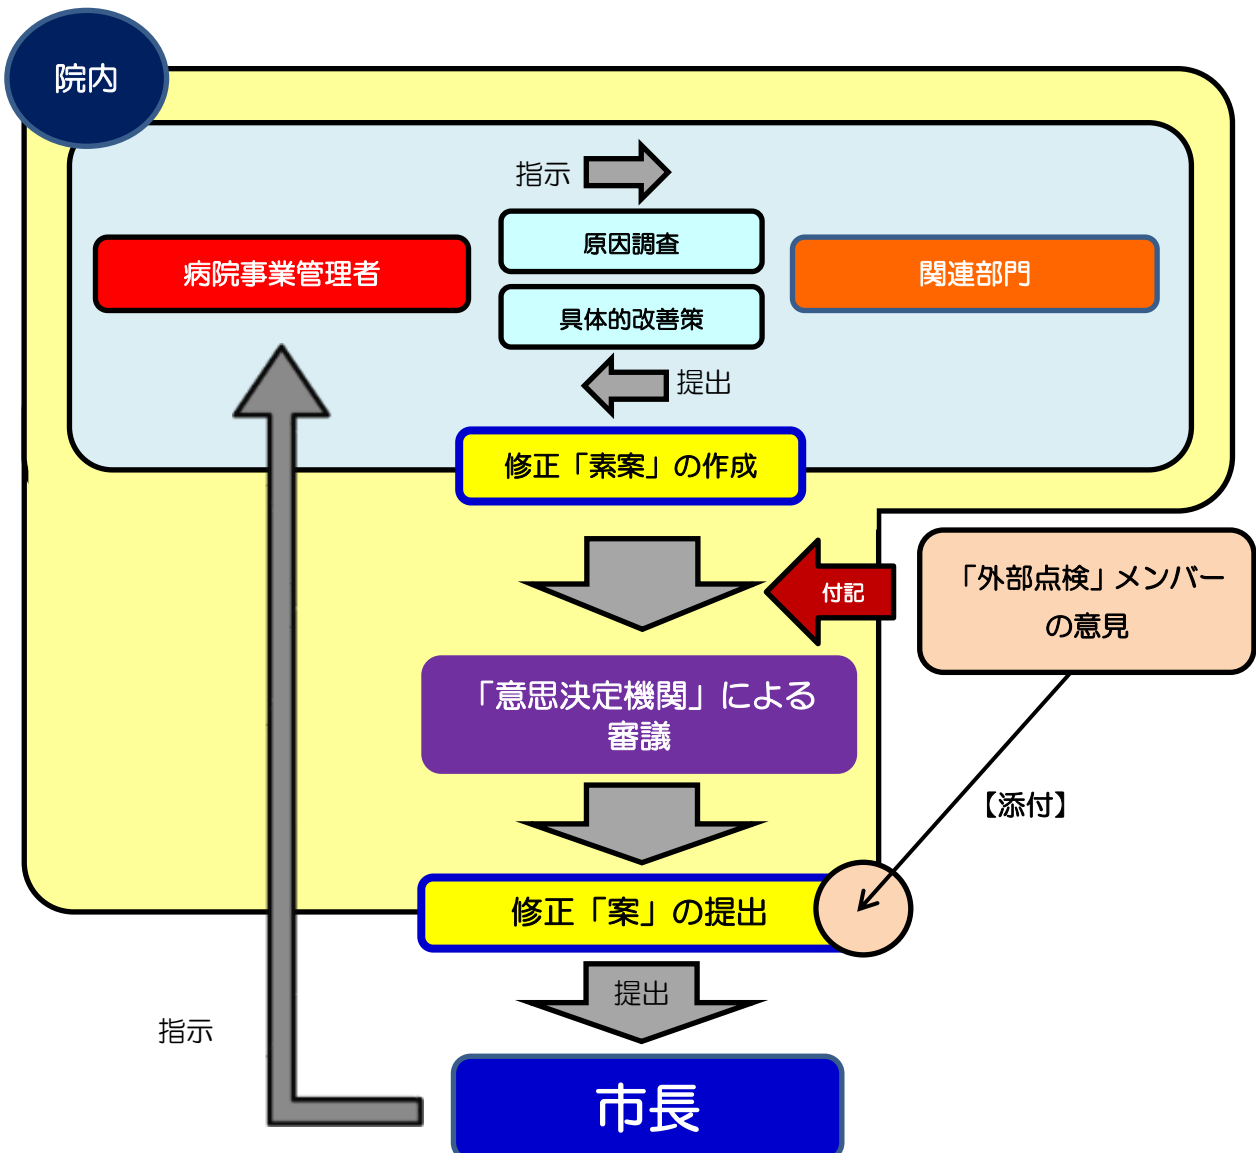 院内
指示
原因調査
病院事業管理者
関連部門
具体的改善策
提出
修正「素案」の作成
付記
「外部点検」メンバー
の意見
「意思決定機関」による
審議
【添付】
修正「案」の提出
提出
指示
市長